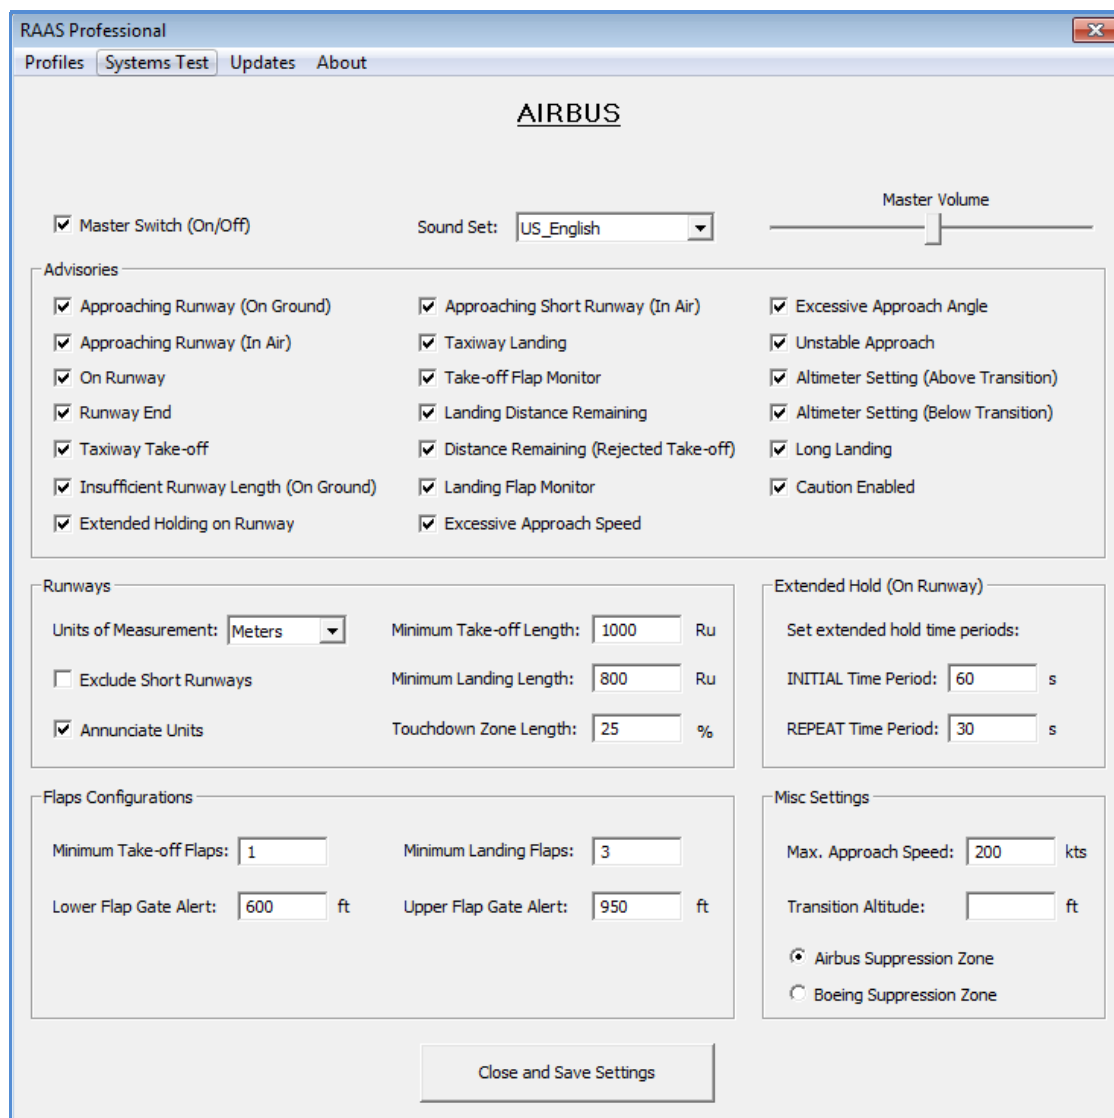 RAAS Professional
Profiles Systems Test Updates About
AIRBUS
Master Volume
Master Switch (On/Off) Sound Set: US_English
Advisories
Approaching Runway (On Ground) Approaching Short Runway (In Air) Excessive Approach Angle
Approaching Runway (In Air) Taxiway Landing Unstable Approach
On Runway Take-off Flap Monitor Altimeter Setting (Above Transition)
Runway End Landing Distance Remaining Altimeter Setting (Below Transition)
Taxiway Take-off Distance Remaining (Rejected Take-off) Long Landing
Insufficient Runway Length (On Ground) Landing Flap Monitor Caution Enabled
Extended Holding on Runway Excessive Approach Speed
Runways Extended Hold (On Runway)
Units of Measurement: Meters Minimum Take-off Length: 1000 Ru Set extended hold time periods:
Exclude Short Runways Minimum Landing Length: 800 Ru INITIAL Time Period: 60 s
Annunciate Units Touchdown Zone Length: 25 % REPEAT Time Period: 30 s
Flaps Configurations Misc Settings
Minimum Take-off Flaps: 1 Minimum Landing Flaps: 3 Max. Approach Speed: 200 kts
Lower Flap Gate Alert: 600 ft Upper Flap Gate Alert: 950 ft Transition Altitude: ft
Airbus Suppression Zone
Boeing Suppression Zone
Close and Save Settings